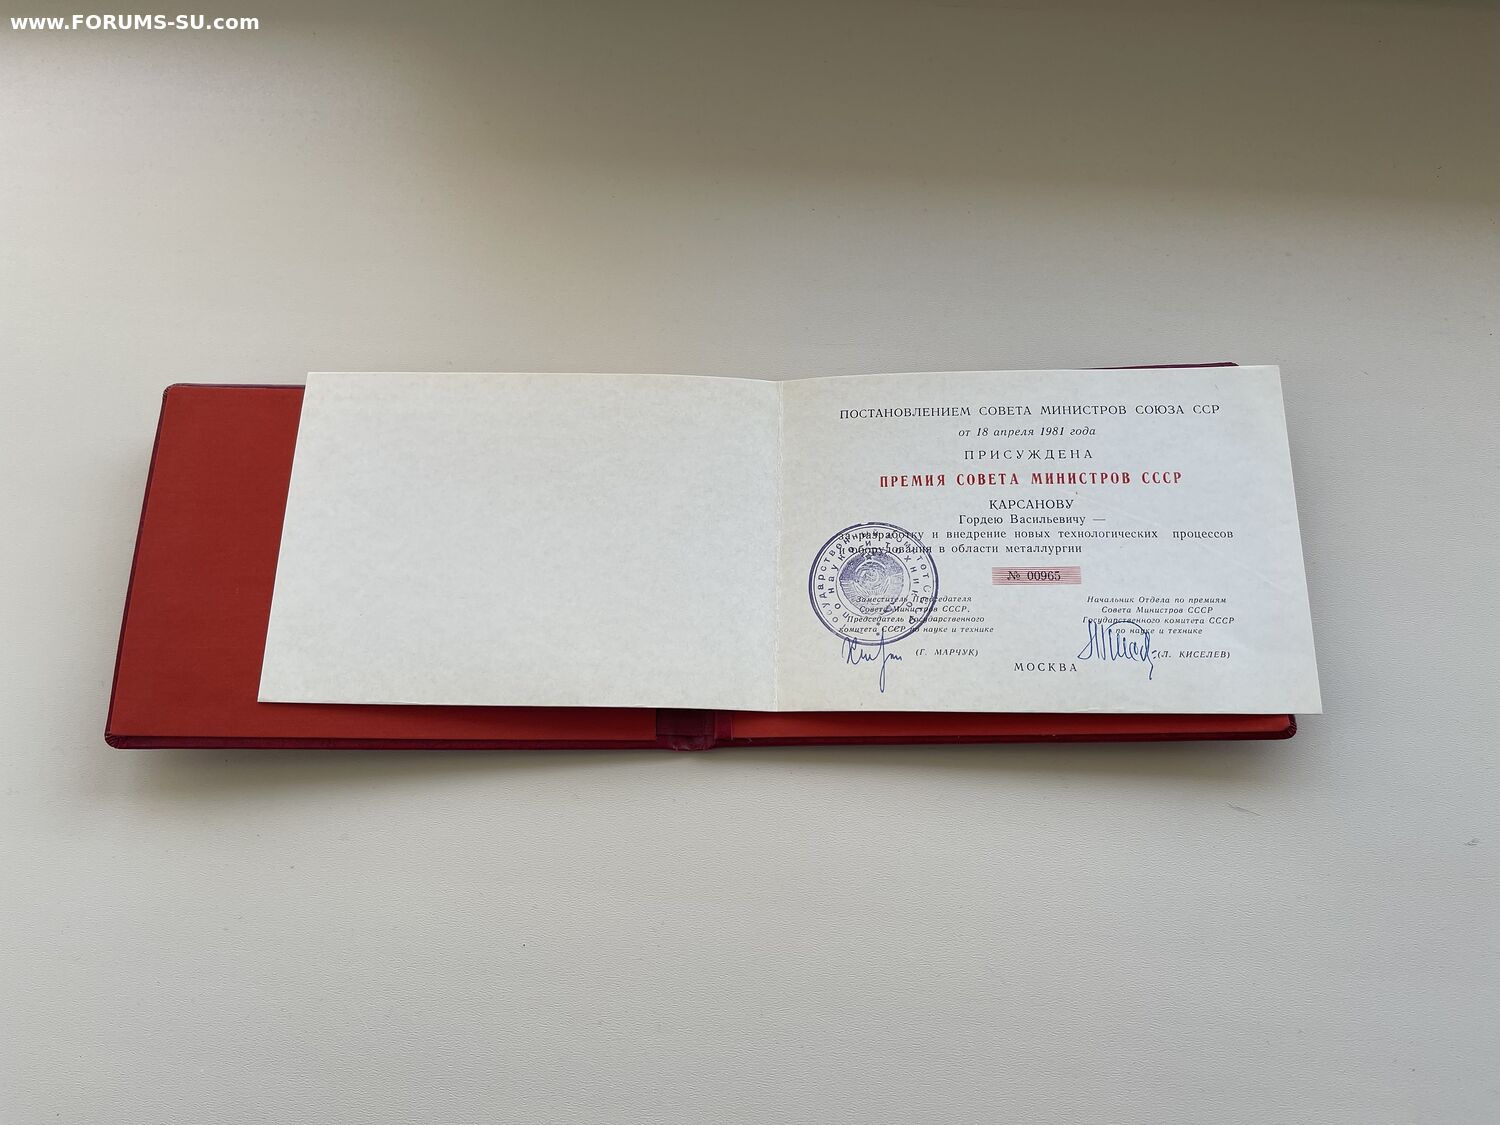 www.FORUMS-SU.com
ПОСТАНОВЛЕНИЕМ СОВЕТА МИНИСТРОВ СОЮЗА ССР
от 18 апреля 1981 года
ПРИСУЖДЕНА
ПРЕМИЯ СОВЕТА МИНИСТРОВ СССР
КАРСАНОВУ
Гордею Васильевичу —
за разработку и внедрение новых технологических процессов
и оборудования в области металлургии
№ 00965
Заместитель Председателя
Совета Министров СССР,
Председатель Государственного
комитета СССР по науке и технике
(Г. МАРЧУК)
Начальник Отдела по премиям
Совета Министров СССР
Государственного комитета СССР
по науке и технике
(Л. КИСЕЛЕВ)
МОСКВА